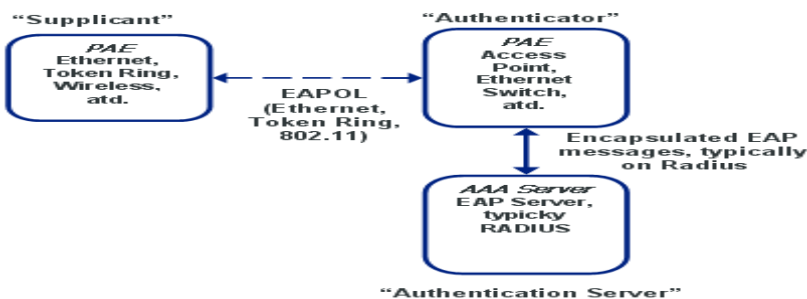 “Supplicant”
PAE
Ethernet,
Token Ring,
Wireless,
atd.
EAPOL
(Ethernet,
Token Ring,
802.11)
“Authenticator”
PAE
Access
Point,
Ethernet
Switch,
atd.
Encapsulated EAP
messages, typically
on Radius
AAA Server
EAP Server,
typicky
RADIUS
“Authentication Server”